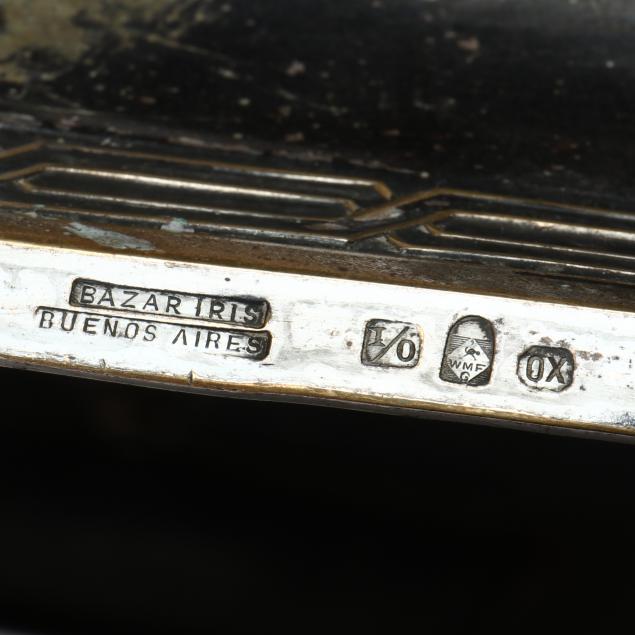 BAZAR IRIS
BUENOS AIRES
I/O
WMF
G
OX